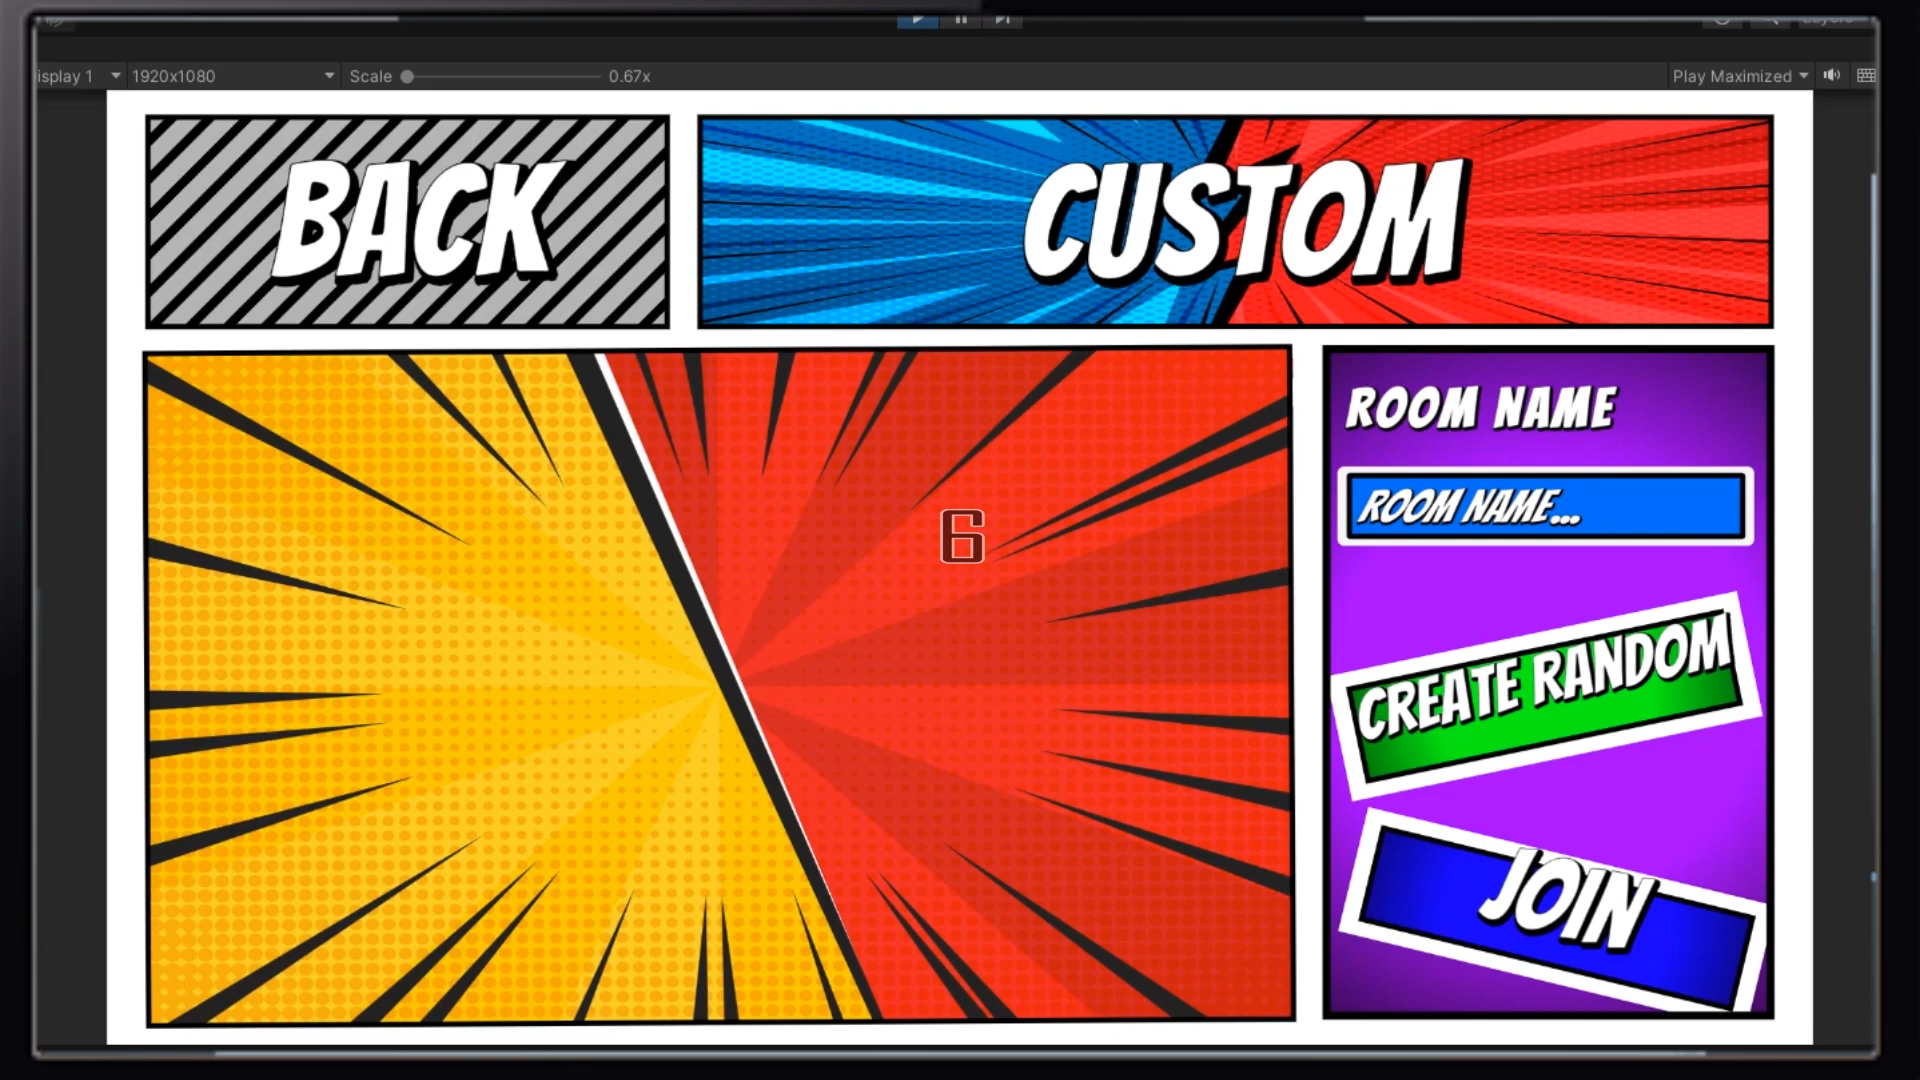 isplay 1
1920x1080
Scale
0.67x
Play Maximized
BACK
CUSTOM
ROOM NAME
ROOM NAME...
6
CREATE RANDOM
JOIN